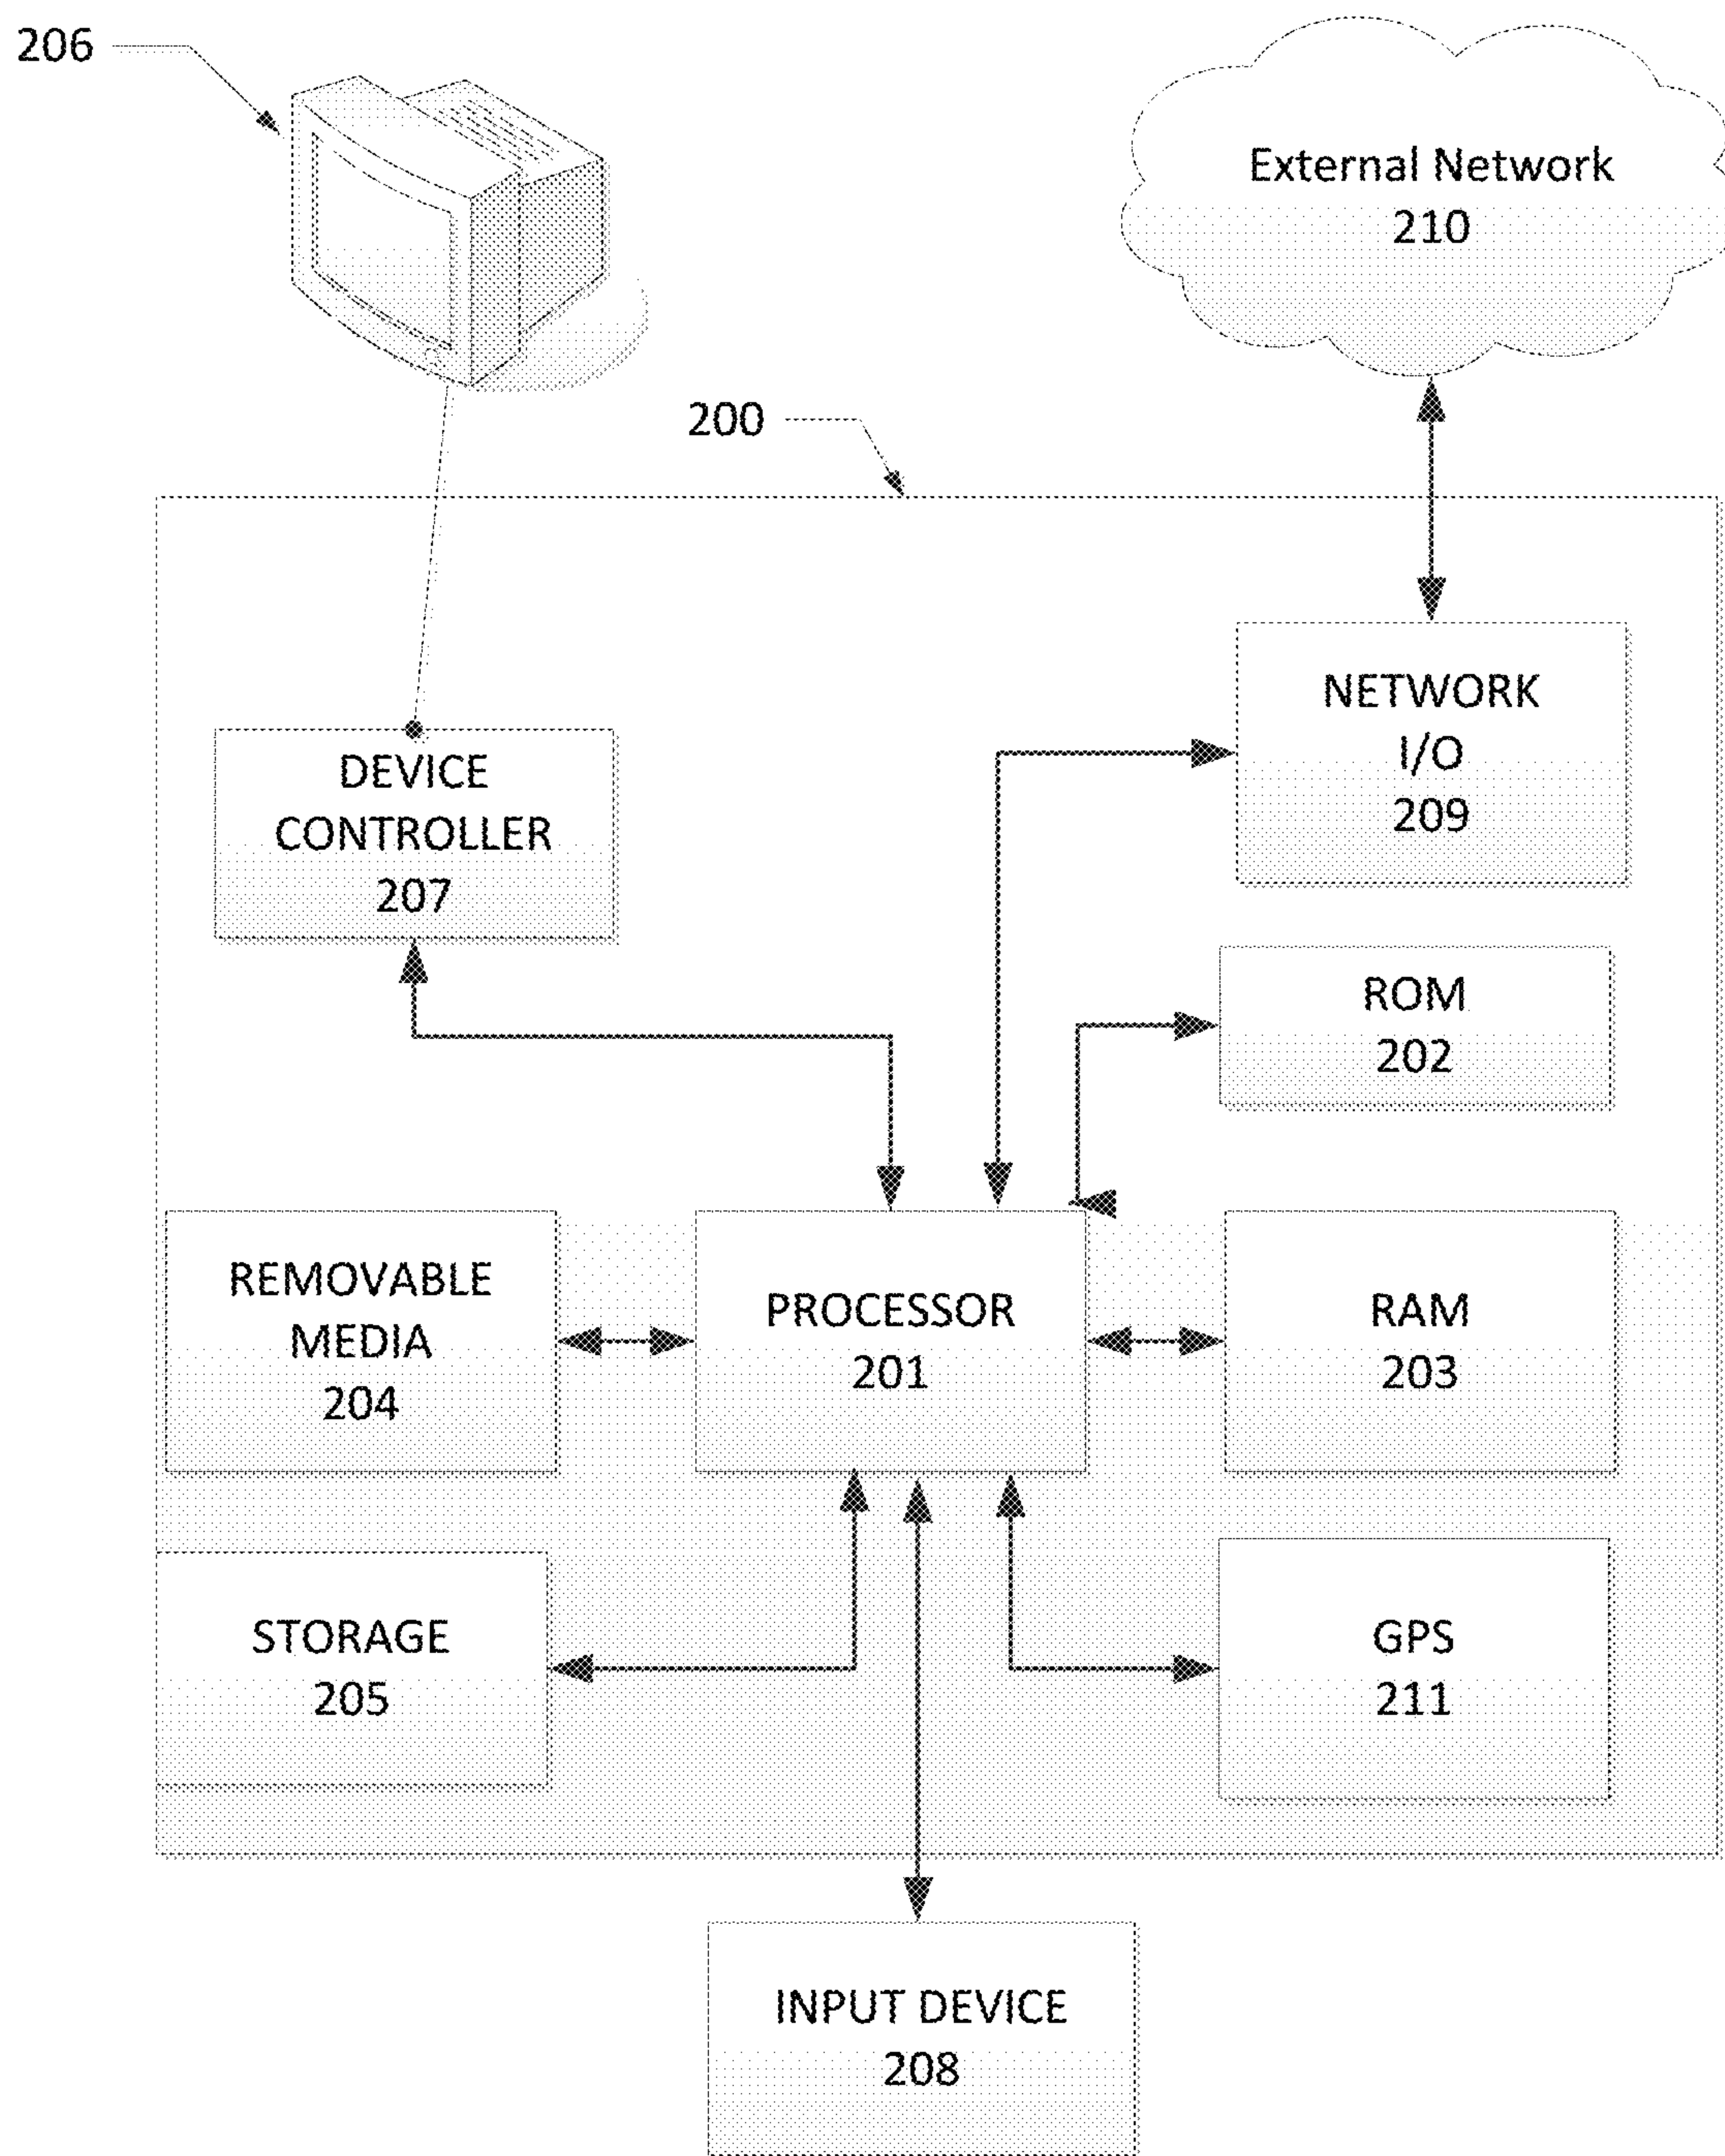 206
External Network
210
200
NETWORK
I/O
209
DEVICE
CONTROLLER
207
ROM
202
REMOVABLE
MEDIA
204
PROCESSOR
201
RAM
203
STORAGE
205
GPS
211
INPUT DEVICE
208